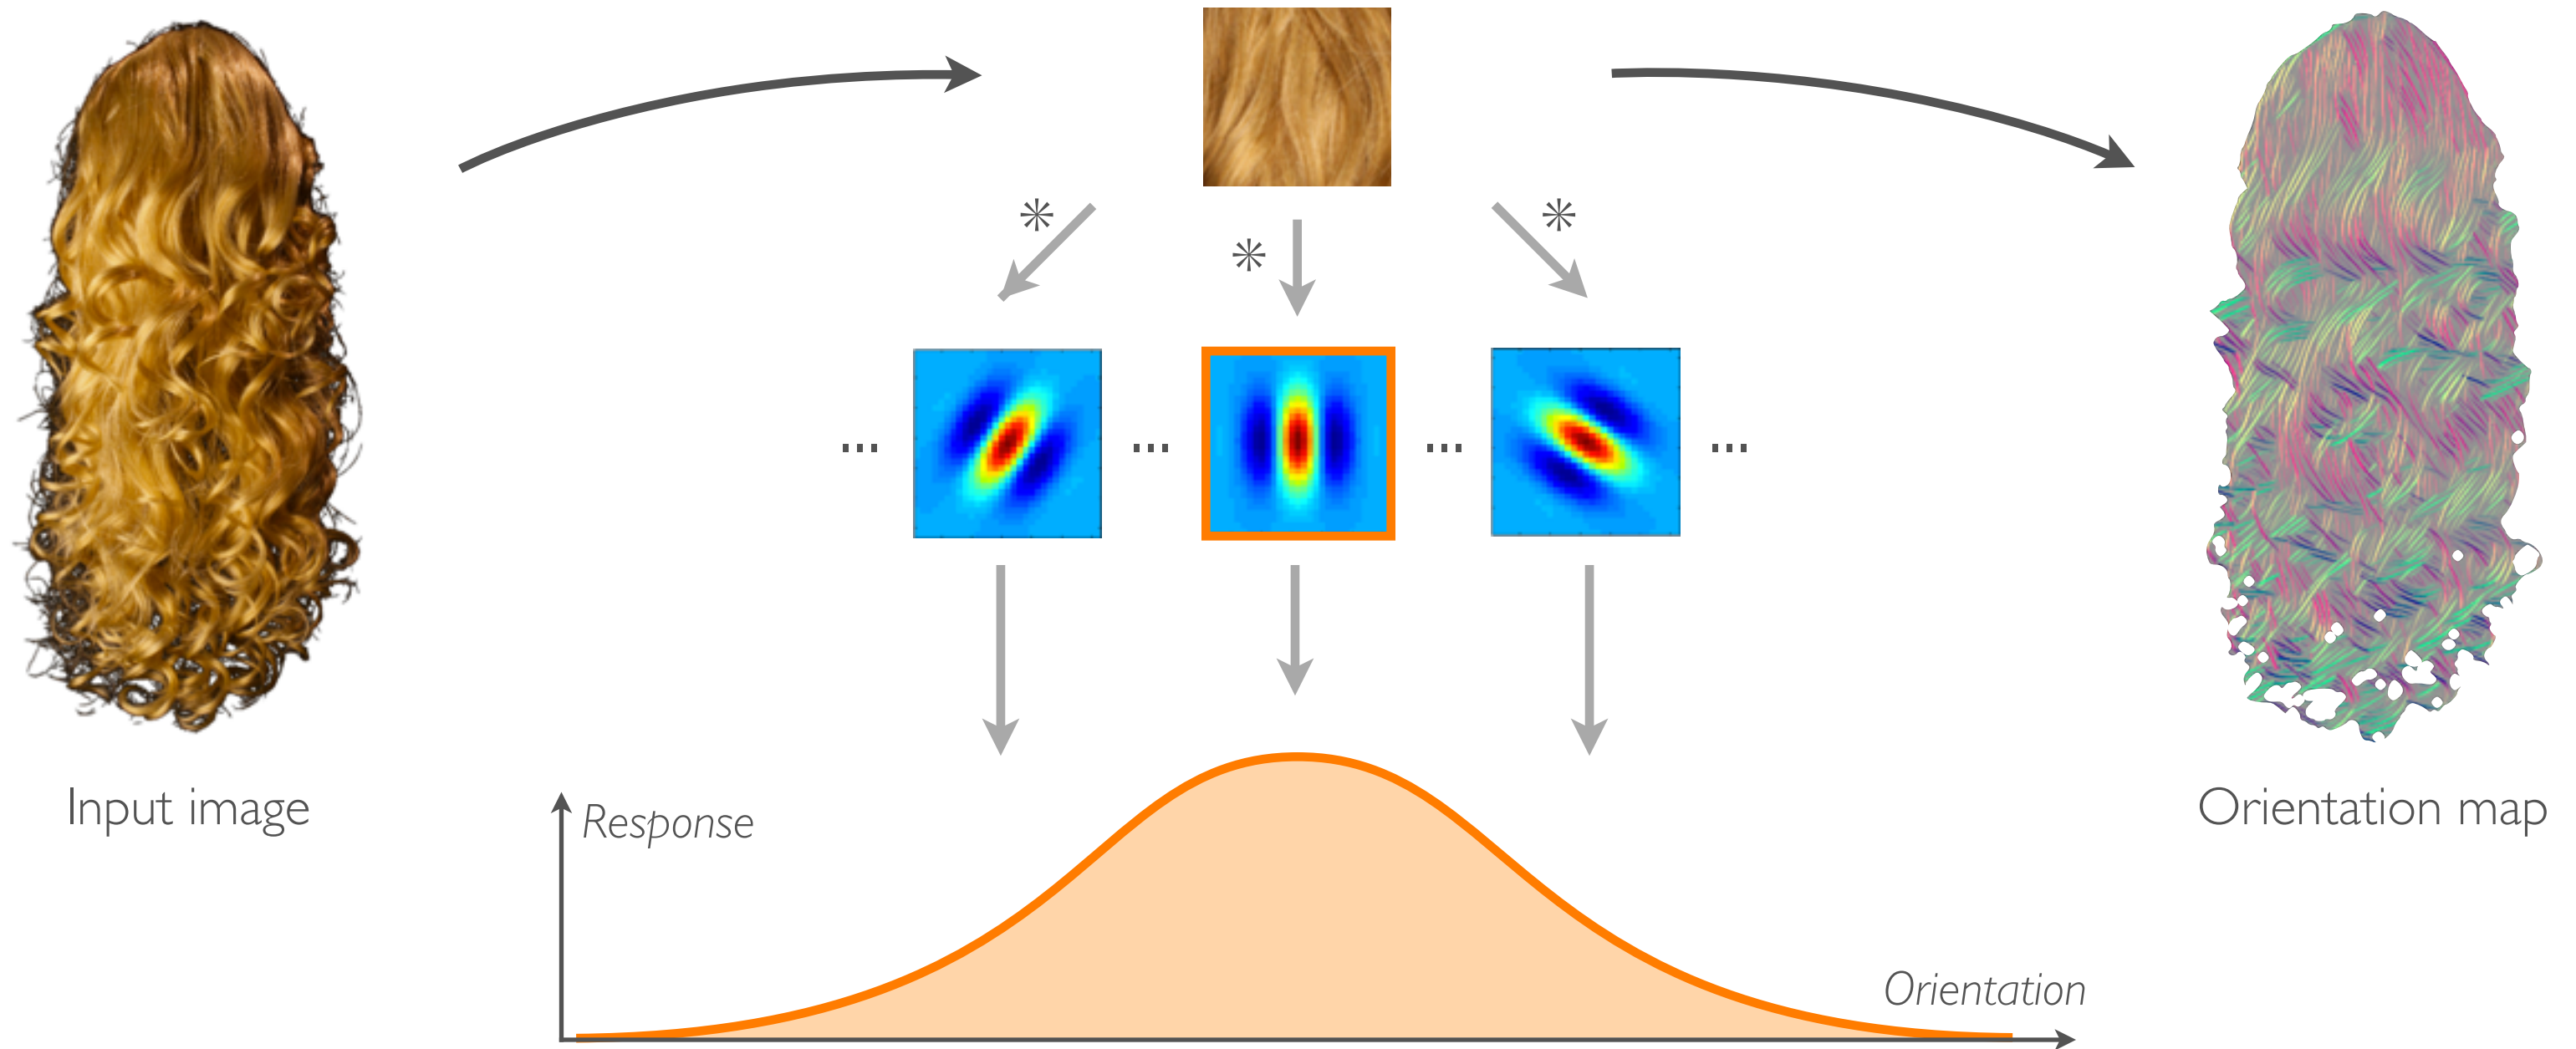 * * *
... ... ... ...
Input image
Response
Orientation map
Orientation